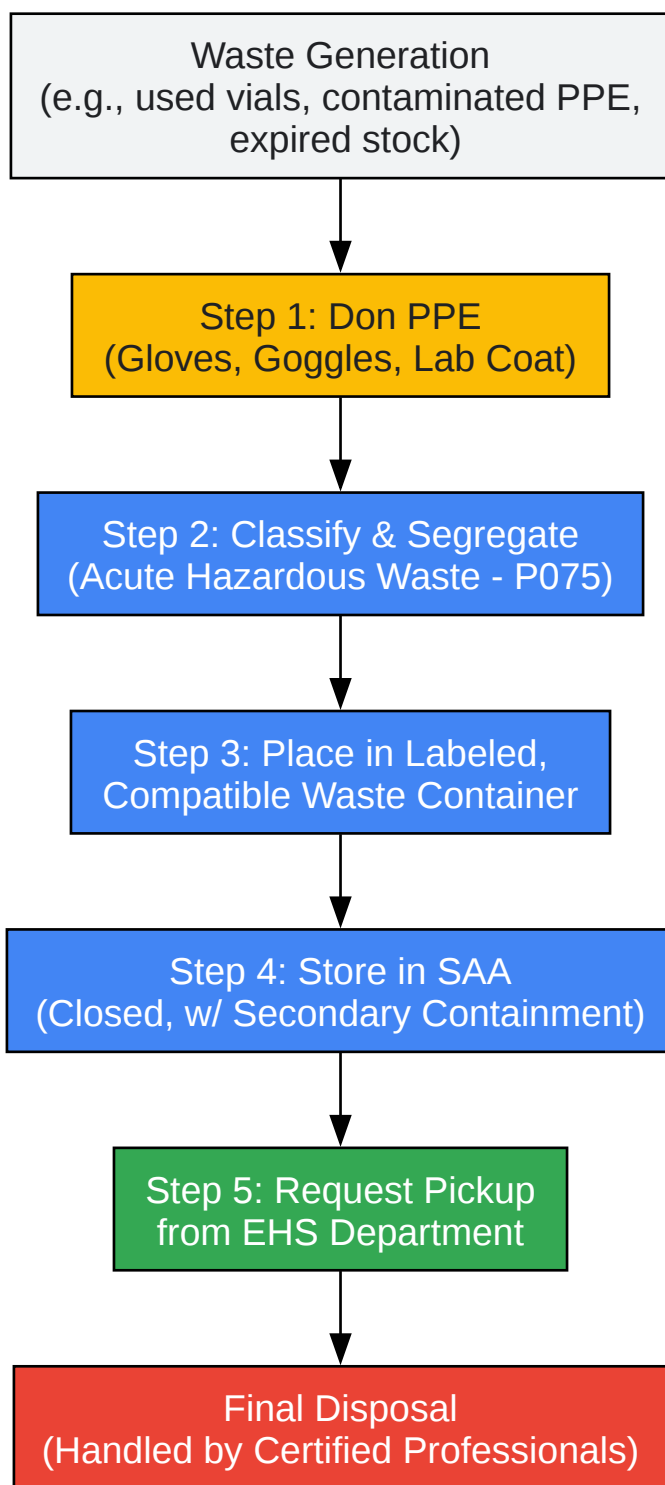 Waste Generation
(e.g., used vials, contaminated PPE,
expired stock)
Step 1: Don PPE
(Gloves, Goggles, Lab Coat)
Step 2: Classify & Segregate
(Acute Hazardous Waste - P075)
Step 3: Place in Labeled,
Compatible Waste Container
Step 4: Store in SAA
(Closed, w/ Secondary Containment)
Step 5: Request Pickup
from EHS Department
Final Disposal
(Handled by Certified Professionals)